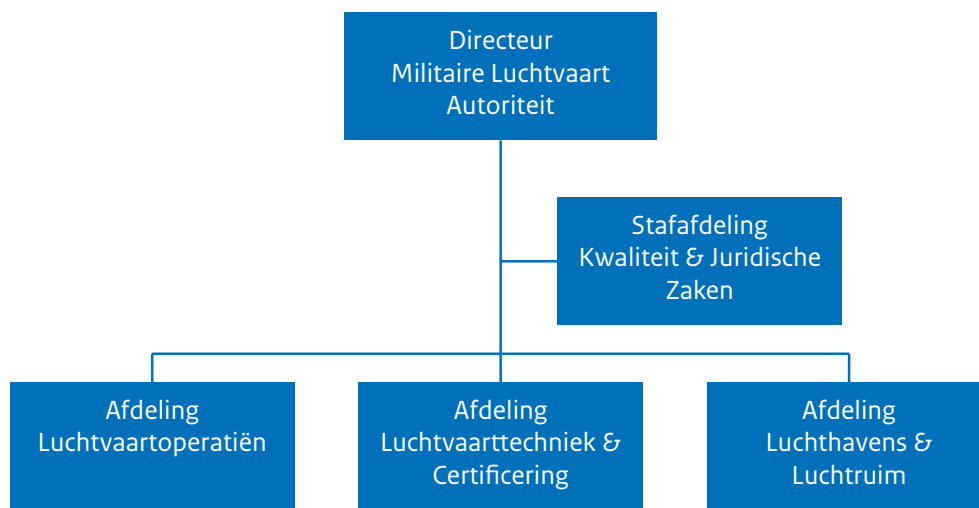 Directeur
Militaire Luchtvaart
Autoriteit
Stafafdeling
Kwaliteit & Juridische
Zaken
Afdeling
Luchtvaartoperatiën
Afdeling
Luchtvaarttechniek &
Certificering
Afdeling
Luchthavens &
Luchtruim